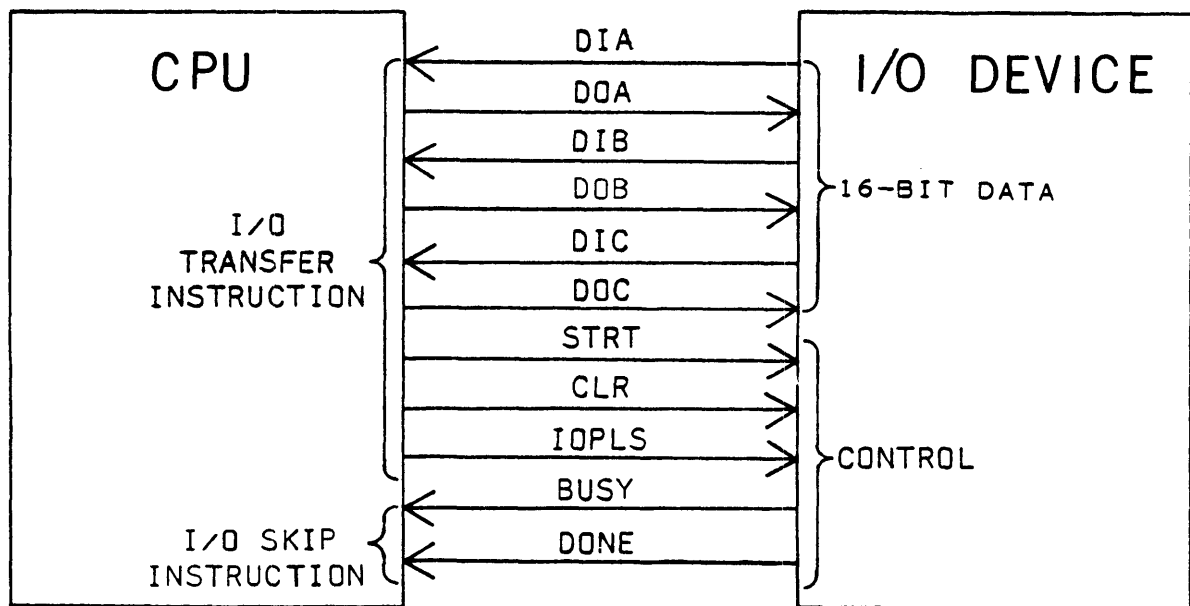 CPU
I/O DEVICE
DIA
DOA
DIB
DOB
DIC
DOC
STRT
CLR
IOPLS
BUSY
DONE
I/O
TRANSFER
INSTRUCTION
I/O SKIP
INSTRUCTION
16-BIT DATA
CONTROL